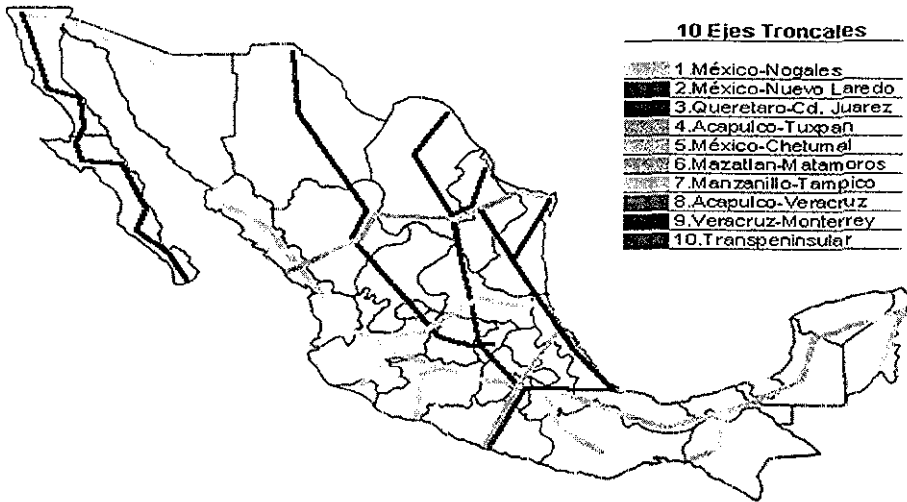 10 Ejes Troncales
1.México-Nogales
2.México-Nuevo Laredo
3.Queretaro-Cd. Juarez
4.Acapulco-Tuxpan
5.México-Chetumal
6.Mazatlan-Matamoros
7.Manzanillo-Tampico
8.Acapulco-Veracruz
9.Veracruz-Monterrey
10.Transpeninsular